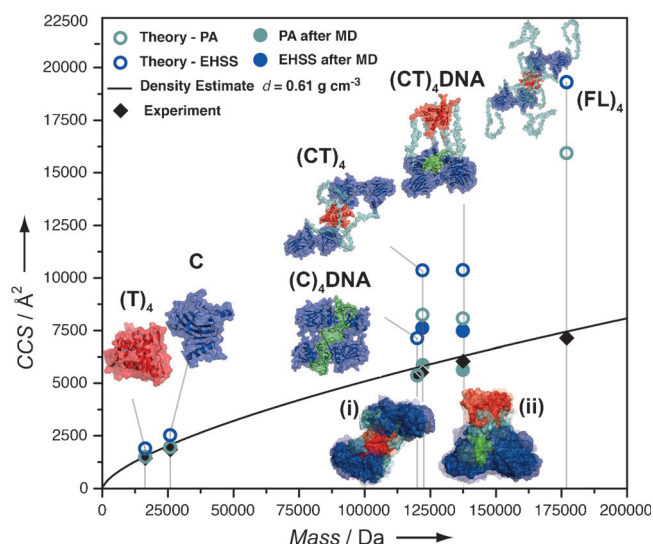 Theory - PA
PA after MD
Theory - EHSS
EHSS after MD
Density Estimate d = 0.61 g cm⁻³
Experiment
(CT)₄DNA
(FL)₄
(CT)₄
C
(T)₄
(C)₄DNA
(i)
(ii)
22500
20000
17500
15000
12500
10000
7500
5000
2500
0
CCS / Å²
0
25000
50000
75000
100000
125000
150000
175000
200000
Mass / Da